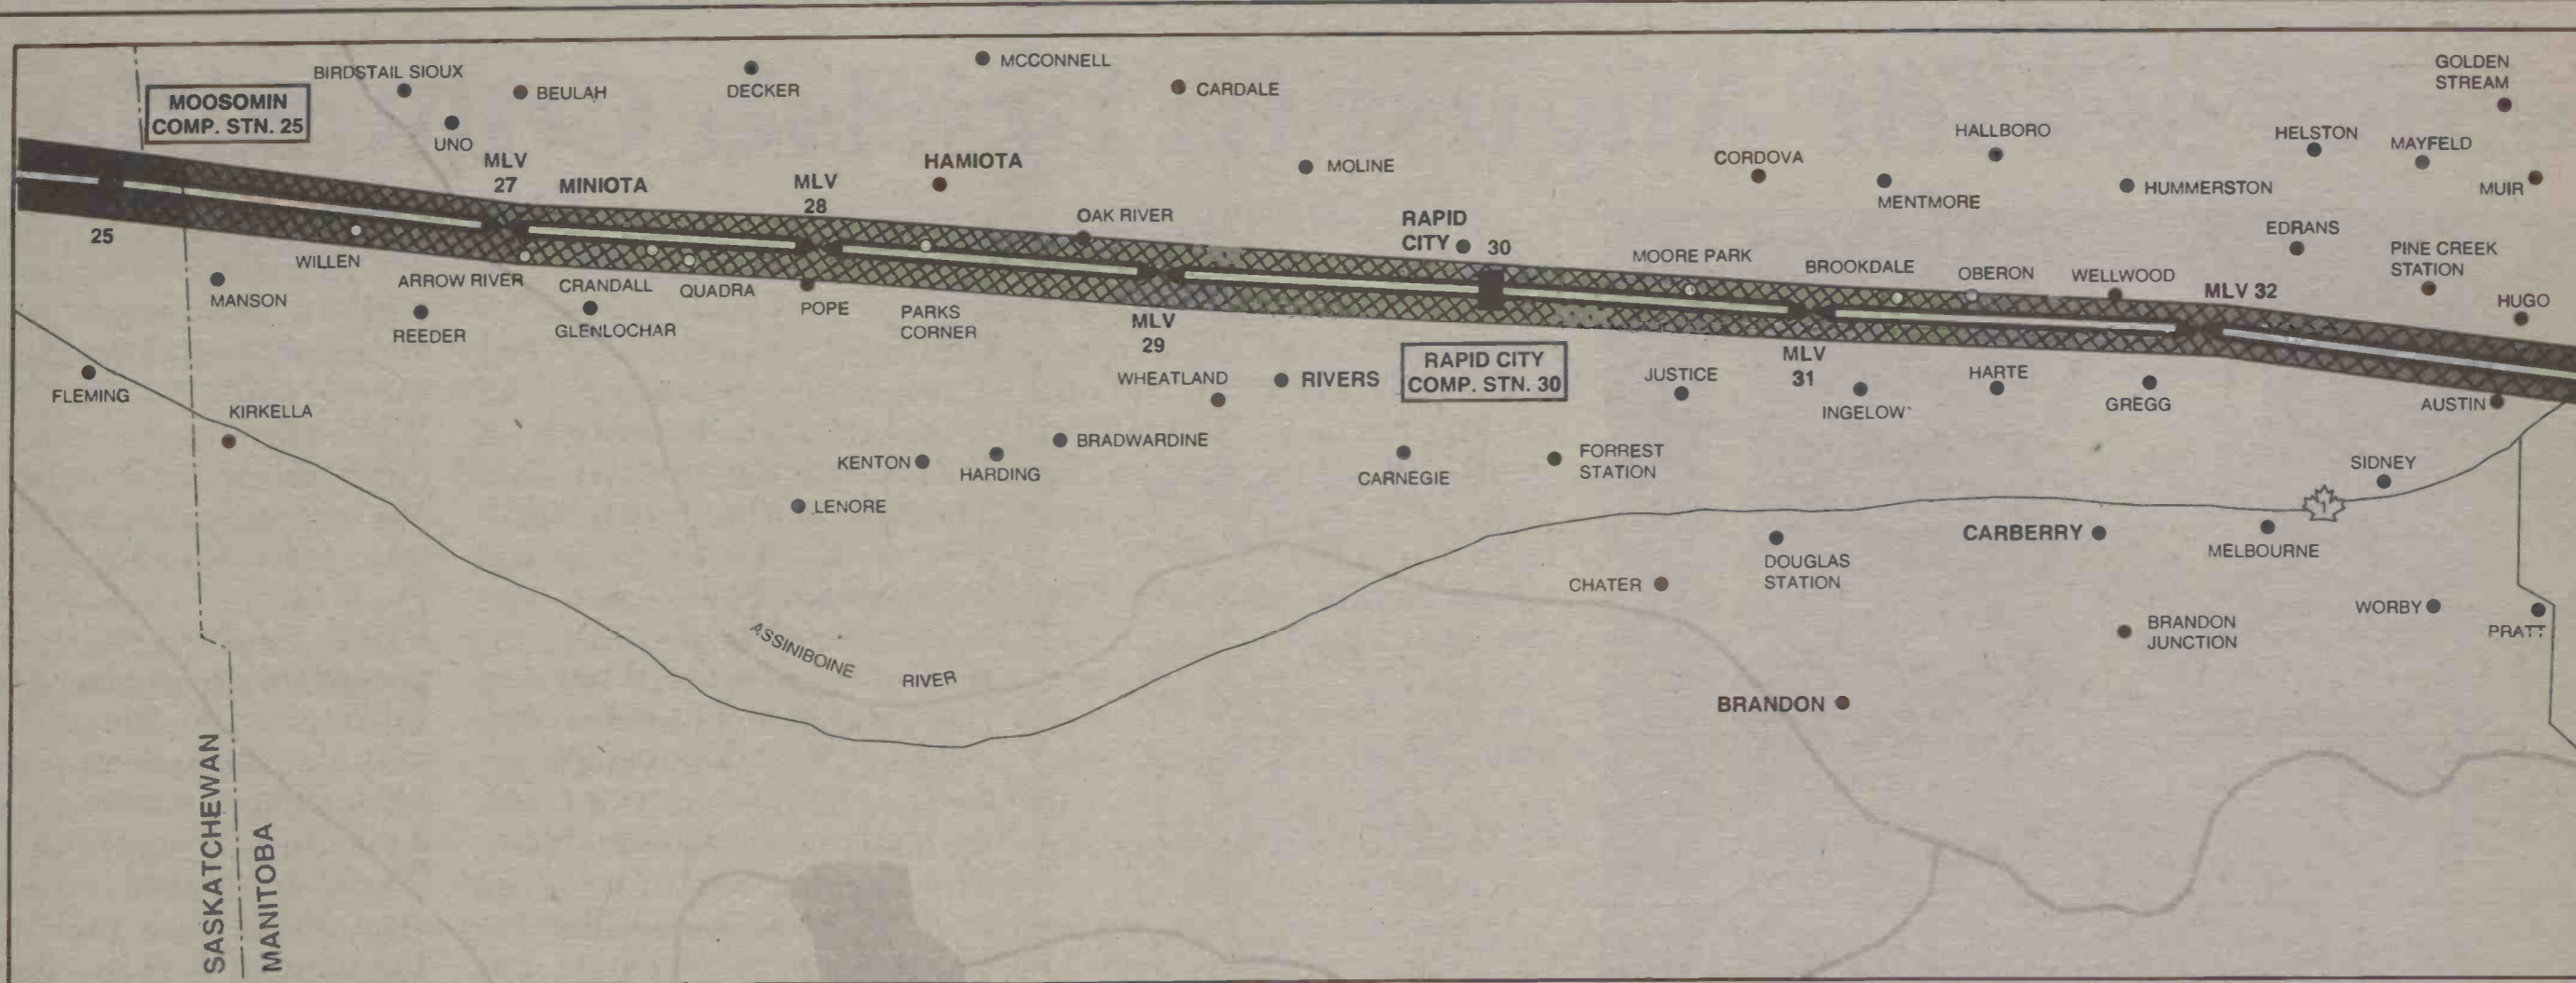 MOOSOMIN
COMP. STN. 25
BIRDSTAIL SIOUX
BEULAH
UNO
DECKER
MCCONNELL
CARDALE
GOLDEN
STREAM
MLV
27
MINIOTA
MLV
28
HAMIOTA
MOLINE
OAK RIVER
RAPID
CITY
30
CORDOVA
HALLBORO
MENTMORE
HUMMERSTON
HELSTON
MAYFELD
MUIR
EDRANS
PINE CREEK
STATION
HUGO
25
WILLEN
MANSON
ARROW RIVER
REEDER
CRANDALL
GLENLOCHAR
QUADRA
POPE
PARKS
CORNER
MLV
29
MOORE PARK
BROOKDALE
OBERON
WELLWOOD
MLV 32
FLEMING
KIRKELLA
WHEATLAND
RIVERS
RAPID CITY
COMP. STN. 30
JUSTICE
MLV
31
INGELOW
HARTE
GREGG
AUSTIN
KENTON
HARDING
BRADWARDINE
LENORE
CARNEGIE
FORREST
STATION
SIDNEY
1
CARBERRY
MELBOURNE
DOUGLAS
STATION
CHATER
WORBY
PRATT
BRANDON
JUNCTION
ASSINIBOINE
RIVER
BRANDON
SASKATCHEWAN
MANITOBA